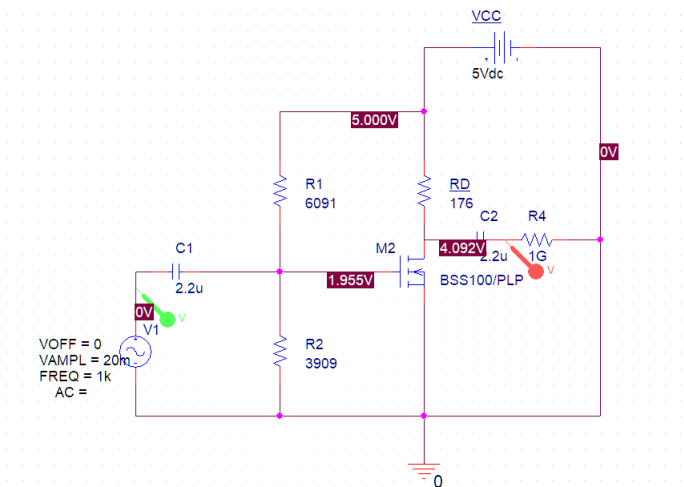 VCC
5Vdc
5.000V
0V
R1
6091
RD
176
C2
2.2u
R4
1G
C1
2.2u
M2
4.092V
BSS100/PLP
1.955V
V
V
0V
V1
VOFF = 0
VAMPL = 20m
FREQ = 1k
AC =
R2
3909
0